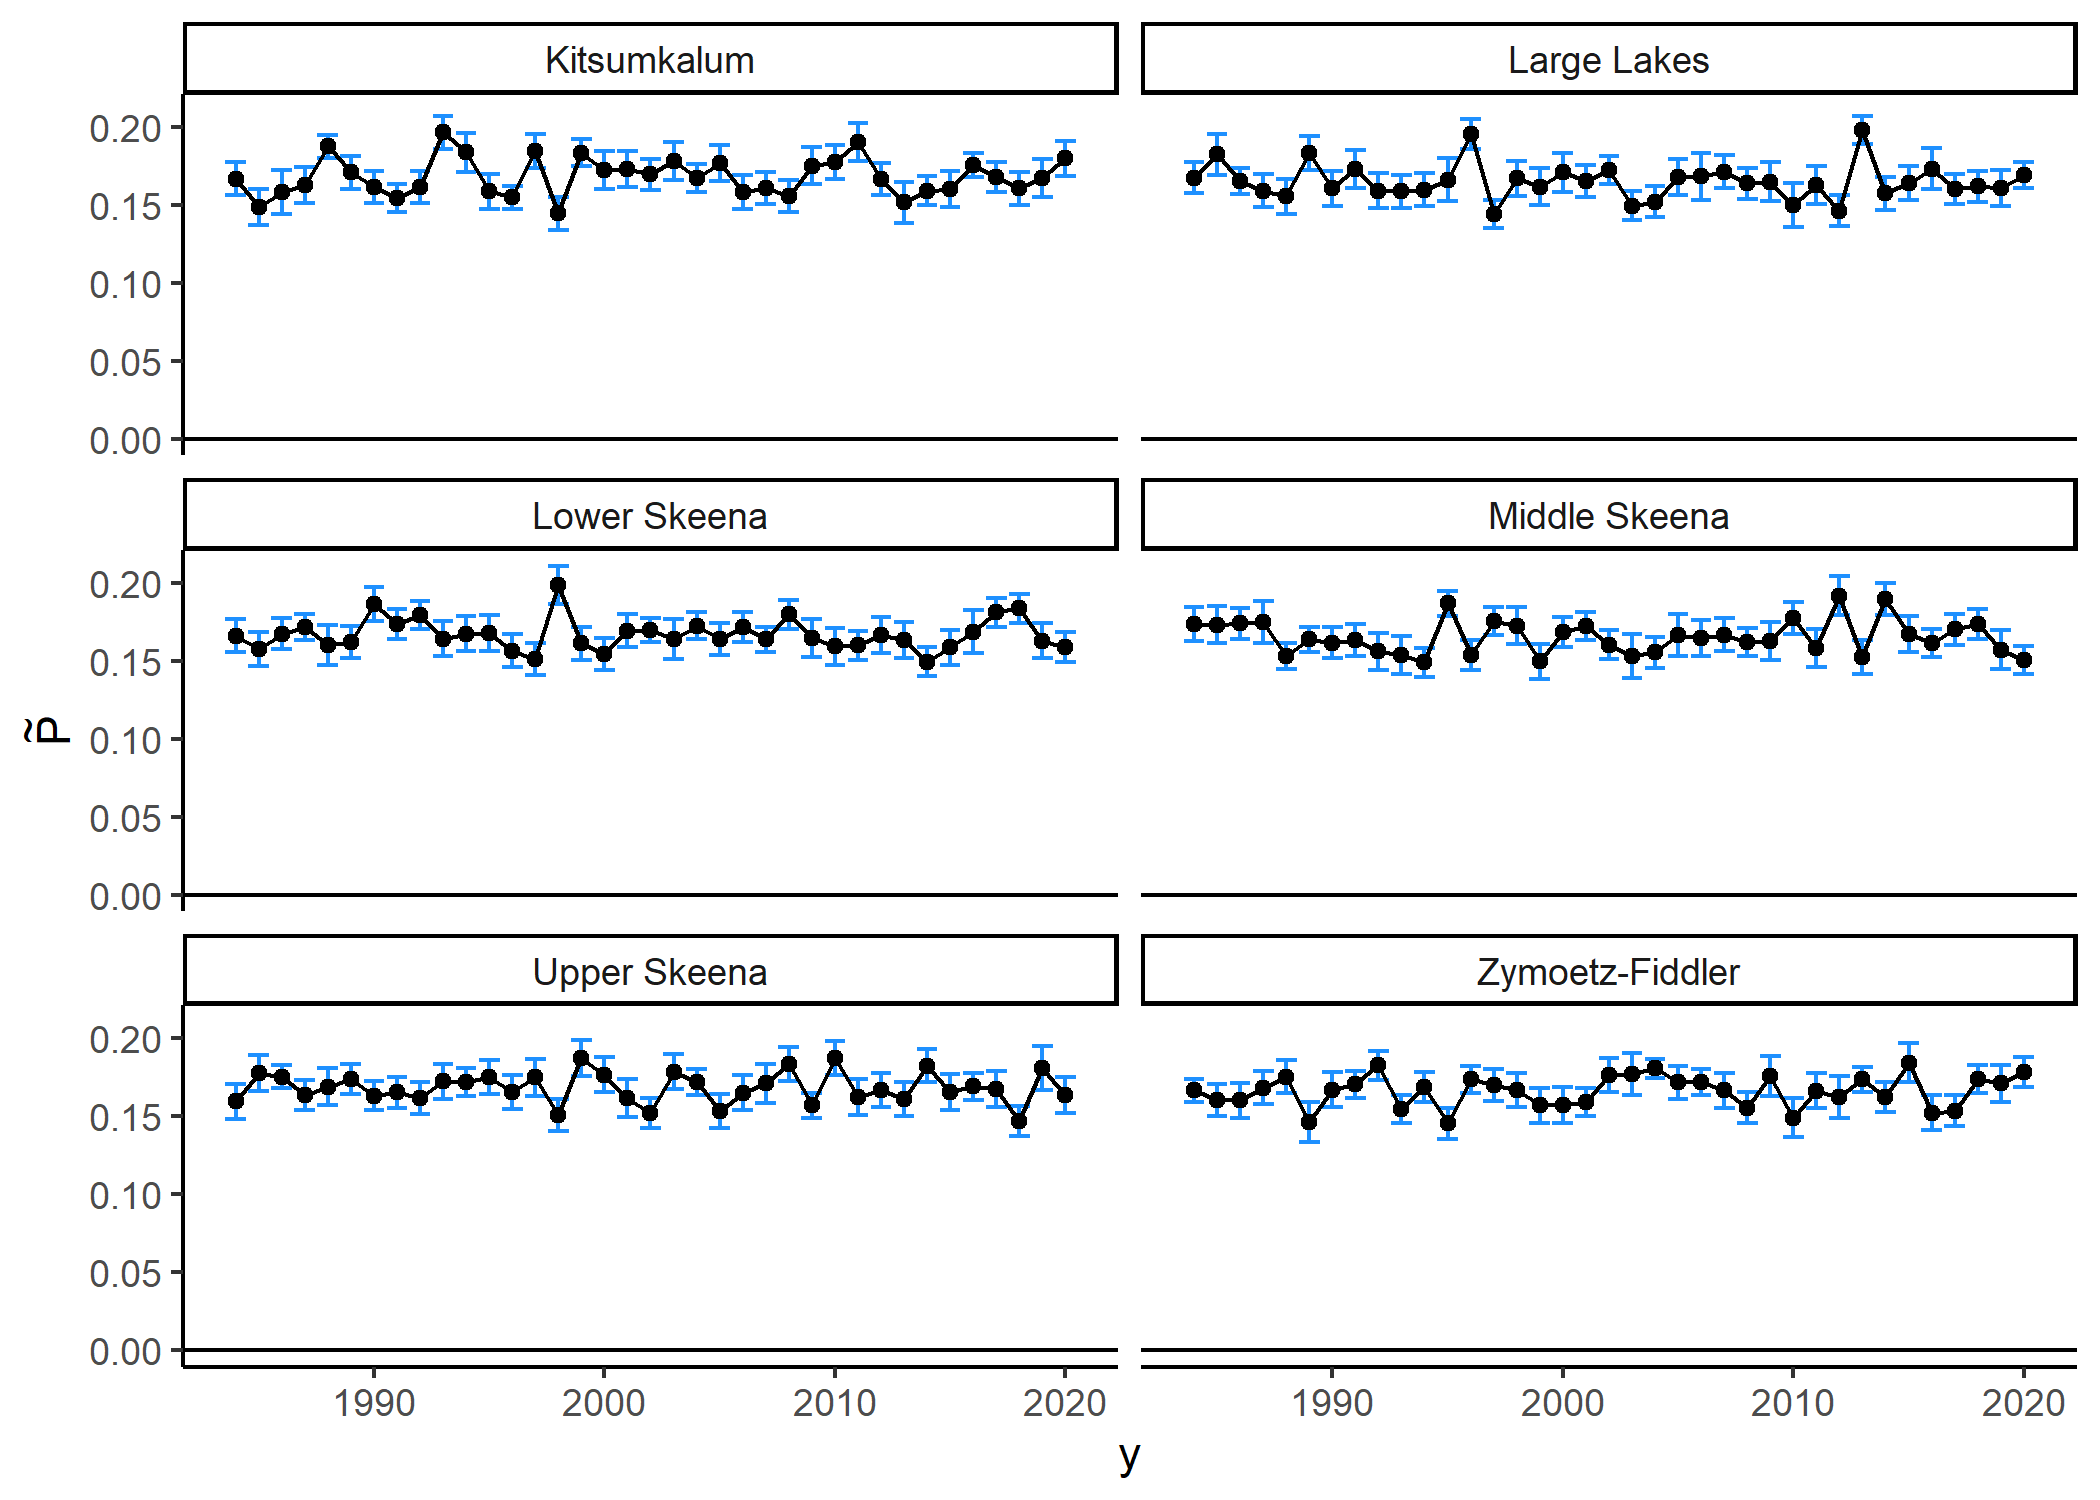 Kitsumkalum
Large Lakes
0.20
0.15
0.10
0.05
0.00
Lower Skeena
Middle Skeena
0.20
0.15
0.10
0.05
0.00
P̃
Upper Skeena
Zymoetz-Fiddler
0.20
0.15
0.10
0.05
0.00
1990 2000 2010 2020 1990 2000 2010 2020
y